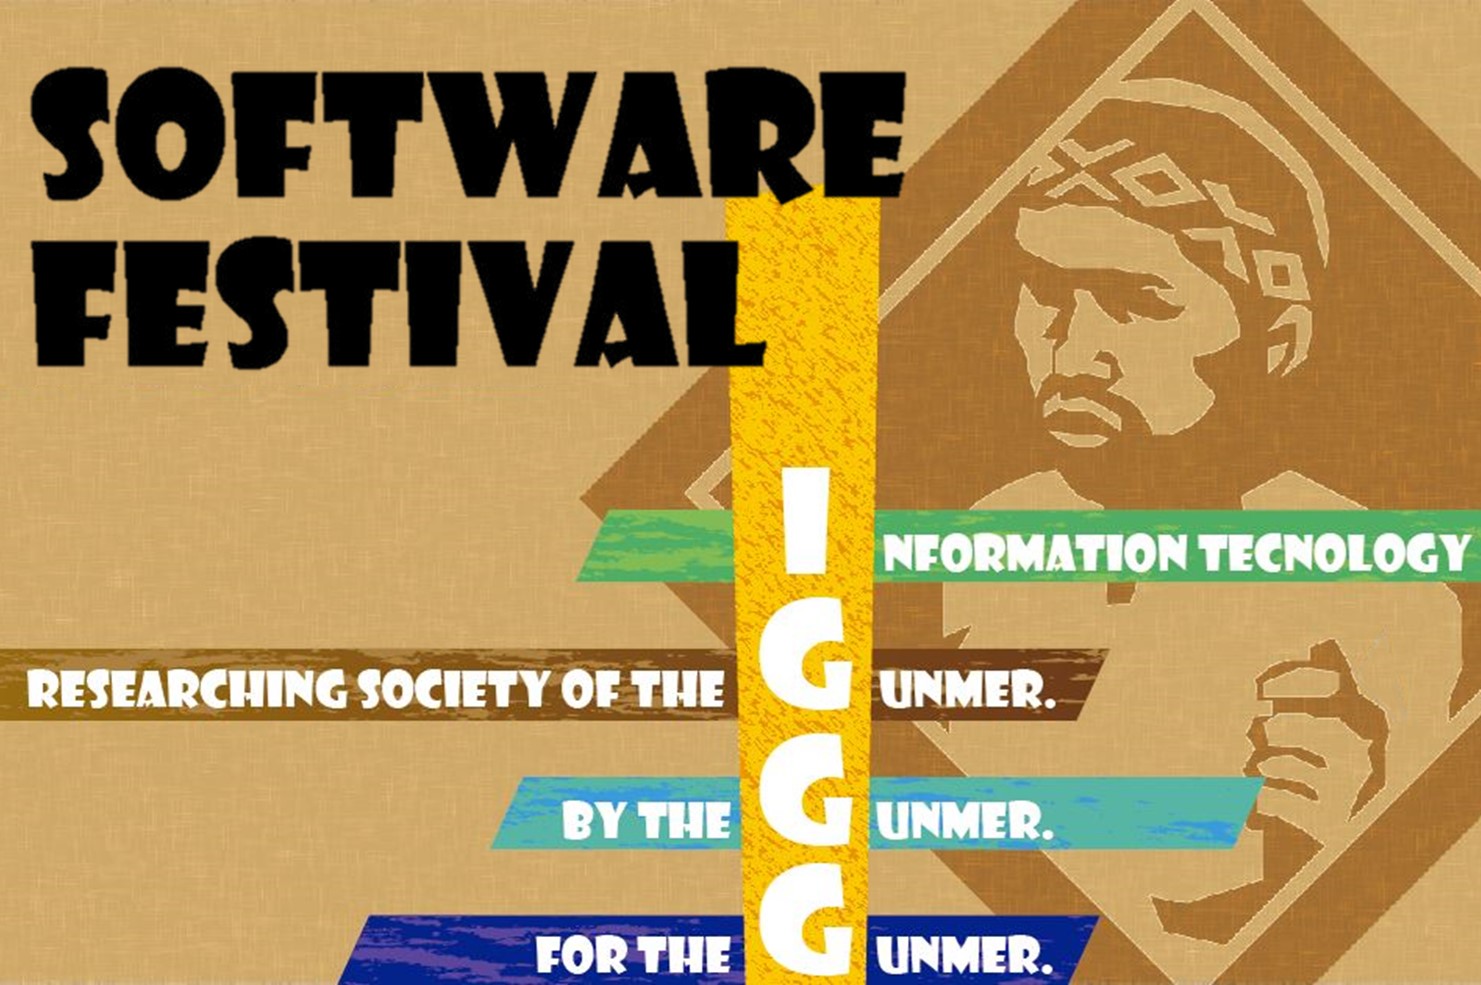 SOFTWARE
FESTIVAL
INFORMATION TECNOLOGY
RESEARCHING SOCIETY OF THE GUNMER.
BY THE GUNMER.
FOR THE GUNMER.